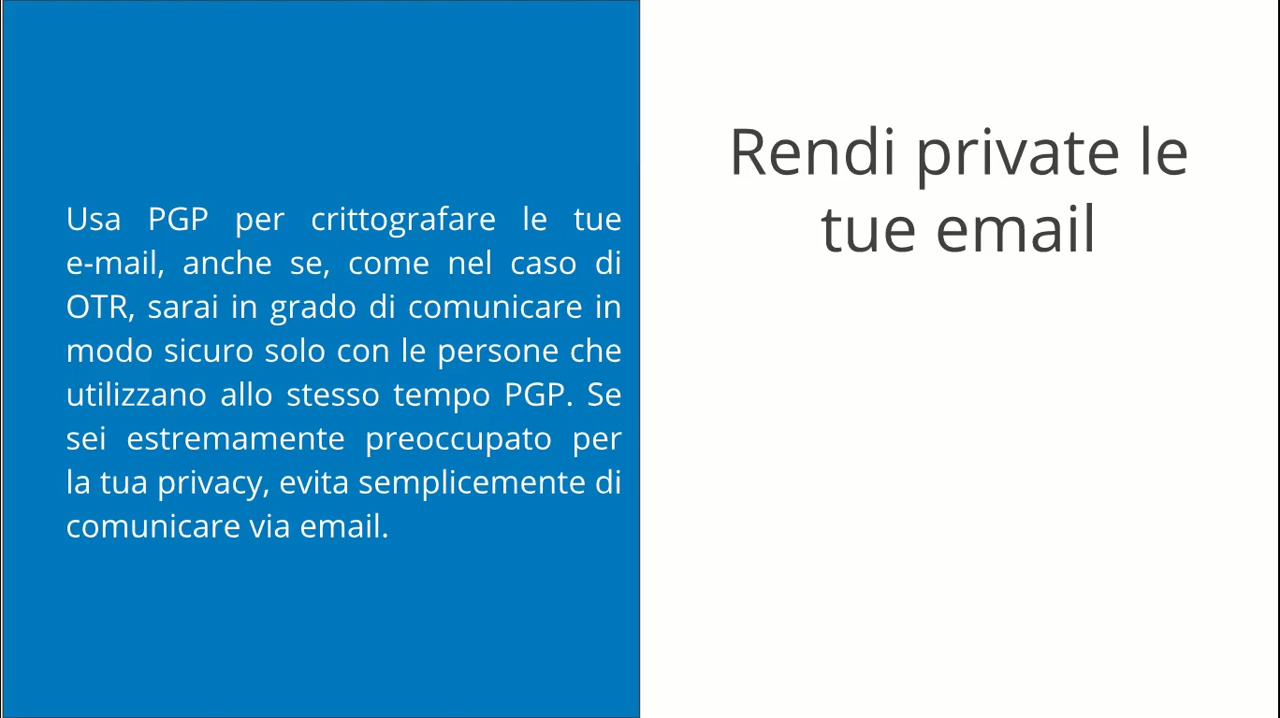 Usa PGP per crittografare le tue
e-mail, anche se, come nel caso di
OTR, sarai in grado di comunicare in
modo sicuro solo con le persone che
utilizzano allo stesso tempo PGP. Se
sei estremamente preoccupato per
la tua privacy, evita semplicemente di
comunicare via email.
Rendi private le
tue email